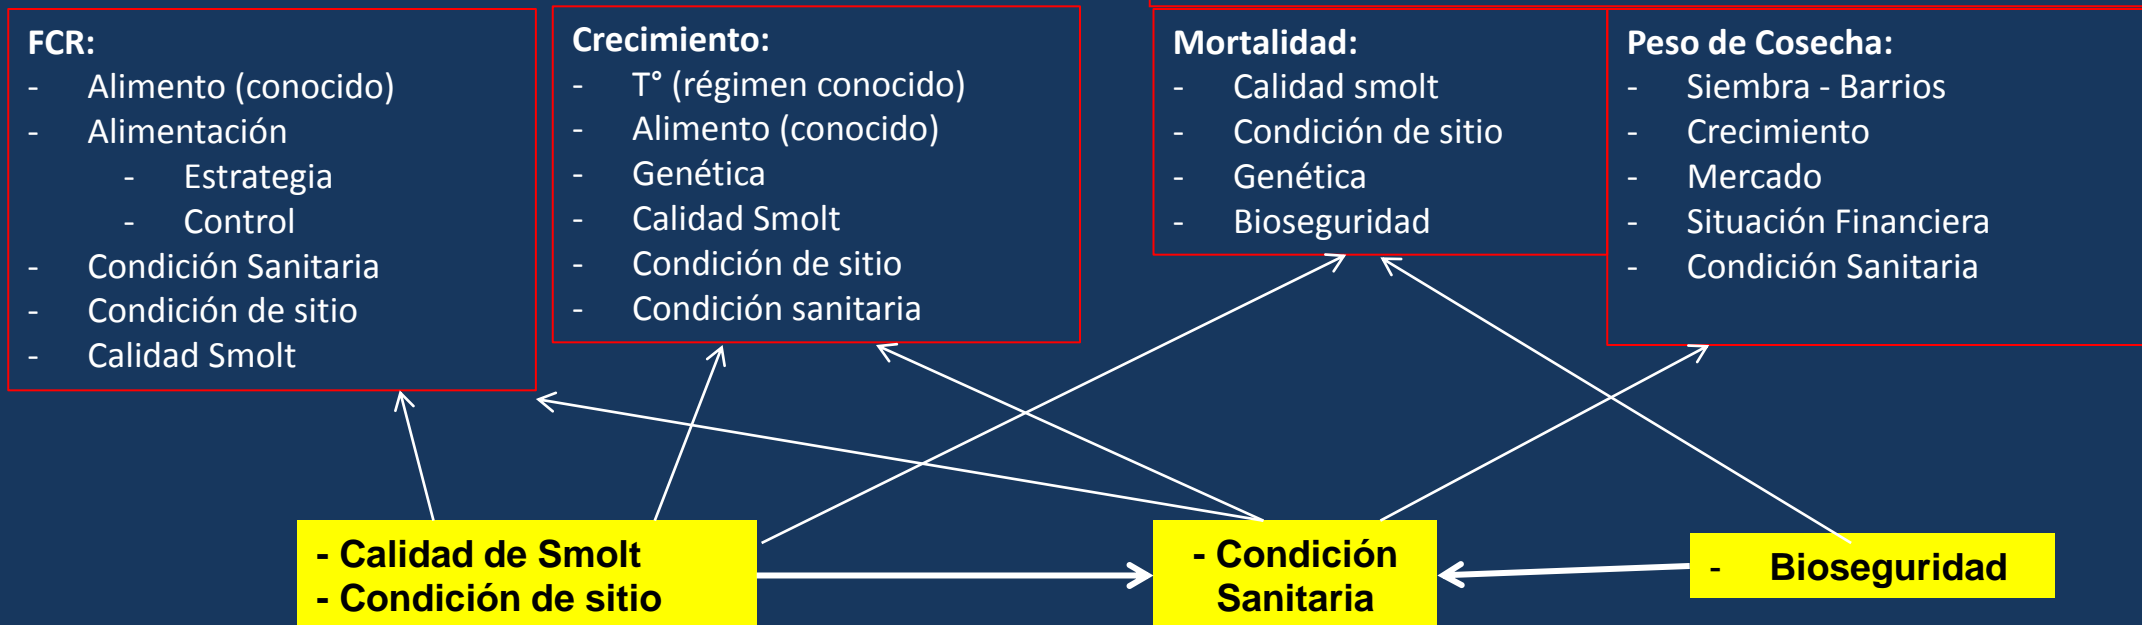 FCR:
- Alimento (conocido)
- Alimentación
- Estrategia
- Control
- Condición Sanitaria
- Condición de sitio
- Calidad Smolt
Crecimiento:
- T° (régimen conocido)
- Alimento (conocido)
- Genética
- Calidad Smolt
- Condición de sitio
- Condición sanitaria
Mortalidad:
- Calidad smolt
- Condición de sitio
- Genética
- Bioseguridad
Peso de Cosecha:
- Siembra - Barrios
- Crecimiento
- Mercado
- Situación Financiera
- Condición Sanitaria
- Calidad de Smolt
- Condición de sitio
- Condición
Sanitaria
- Bioseguridad